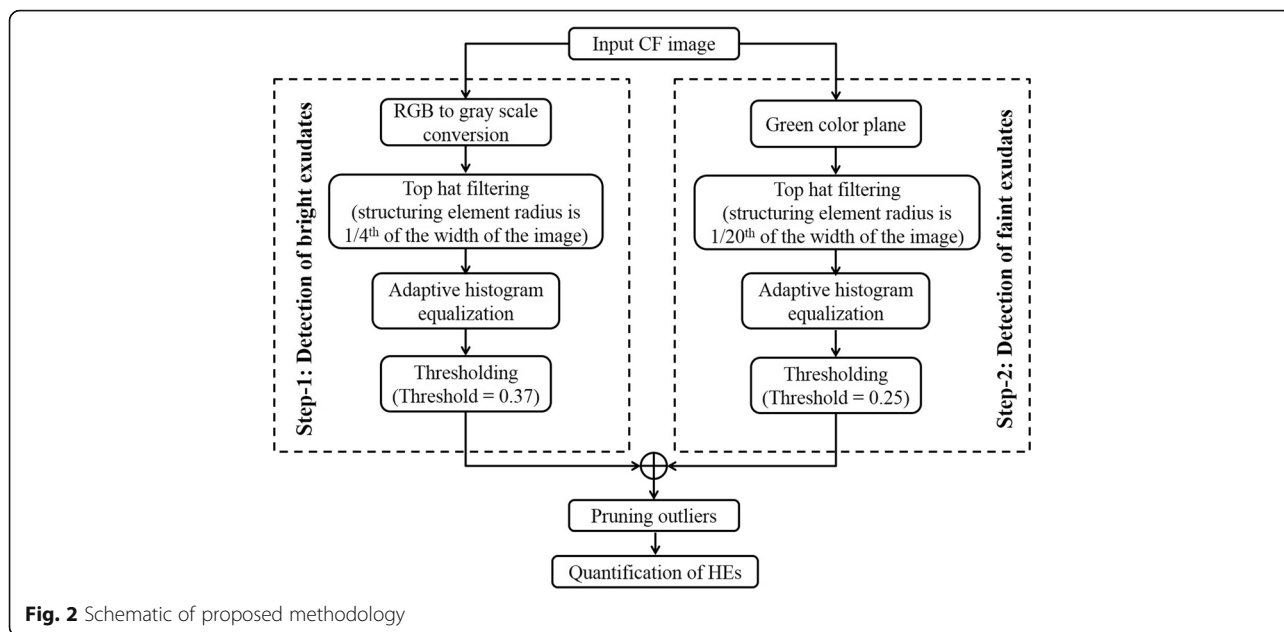 Input CF image
Step-1: Detection of bright exudates
RGB to gray scale
conversion
Top hat filtering
(structuring element radius is
1/4th of the width of the image)
Adaptive histogram
equalization
Thresholding
(Threshold = 0.37)
Green color plane
Top hat filtering
(structuring element radius is
1/20th of the width of the image)
Adaptive histogram
equalization
Thresholding
(Threshold = 0.25)
Step-2: Detection of faint exudates
Pruning outliers
Quantification of HEs
Fig. 2 Schematic of proposed methodology